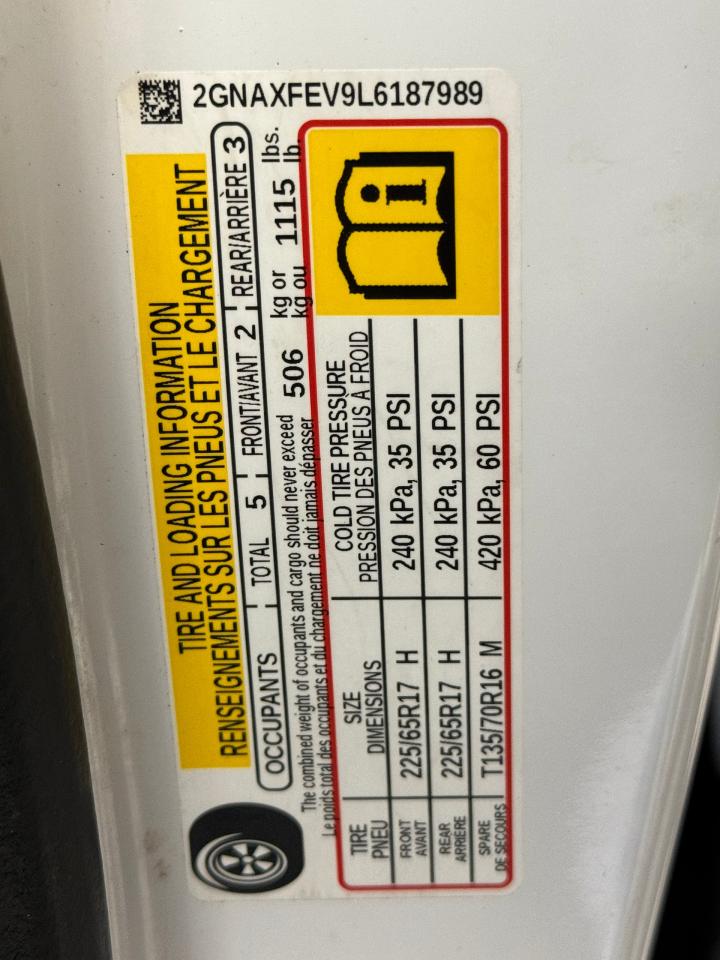 2GNAXFEV9L6187989
TIRE AND LOADING INFORMATION
RENSEIGNEMENTS SUR LES PNEUS ET LE CHARGEMENT
OCCUPANTS TOTAL 5 FRONT/AVANT 2 REAR/ARRIÈRE 3
The combined weight of occupants and cargo should never exceed 506 kg or 1115 lbs.
Le poids total des occupants et du chargement ne doit jamais dépasser kg ou lb.
TIRE SIZE COLD TIRE PRESSURE
PNEU DIMENSIONS PRESSION DES PNEUS À FROID
FRONT 225/65R17 H 240 kPa, 35 PSI
AVANT
REAR 225/65R17 H 240 kPa, 35 PSI
ARRIÈRE
SPARE T135/70R16 M 420 kPa, 60 PSI
DE SECOURS